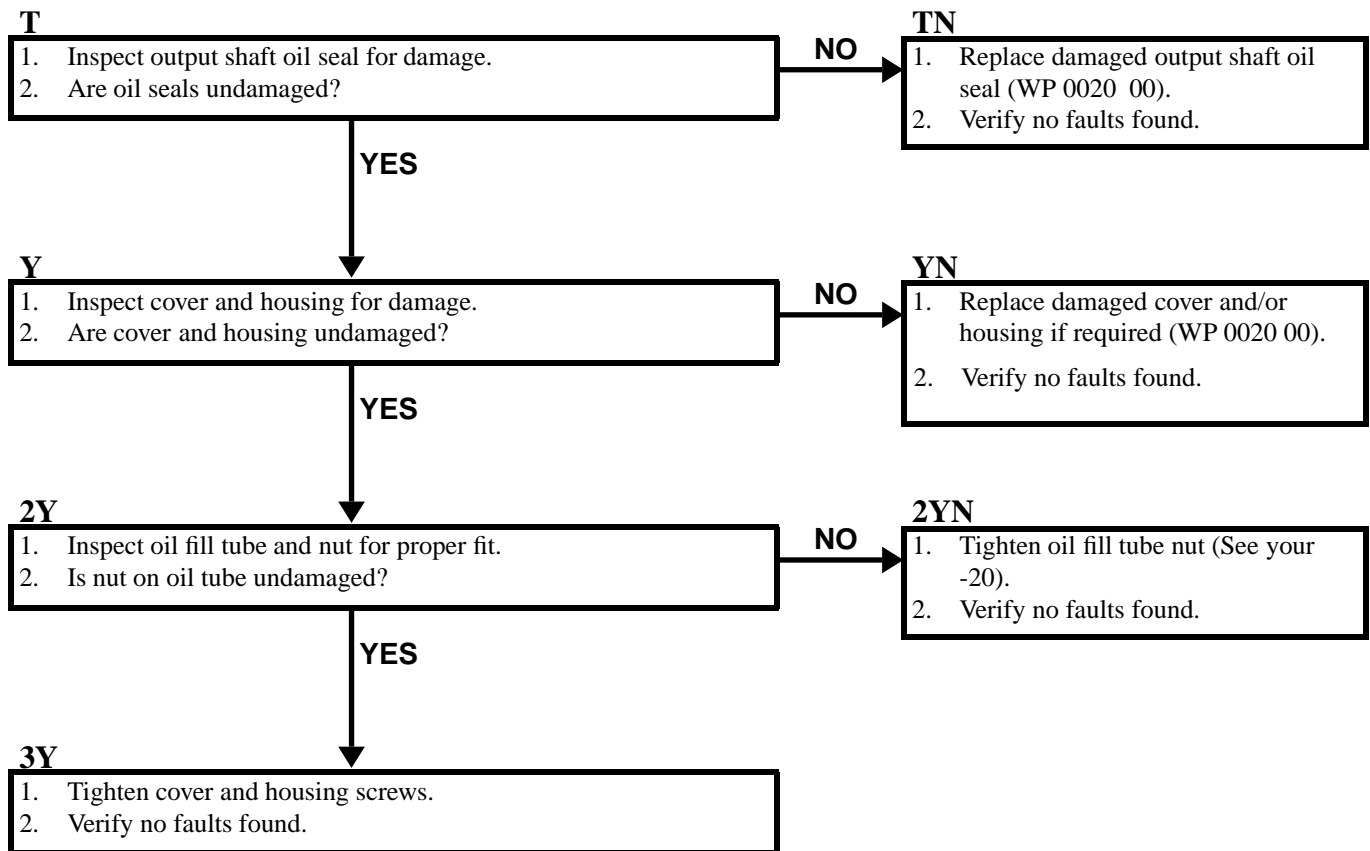 T
1. Inspect output shaft oil seal for damage.
2. Are oil seals undamaged?
NO
TN
1. Replace damaged output shaft oil
seal (WP 0020 00).
2. Verify no faults found.
YES
Y
1. Inspect cover and housing for damage.
2. Are cover and housing undamaged?
NO
YN
1. Replace damaged cover and/or
housing if required (WP 0020 00).
2. Verify no faults found.
YES
2Y
1. Inspect oil fill tube and nut for proper fit.
2. Is nut on oil tube undamaged?
NO
2YN
1. Tighten oil fill tube nut (See your
-20).
2. Verify no faults found.
YES
3Y
1. Tighten cover and housing screws.
2. Verify no faults found.